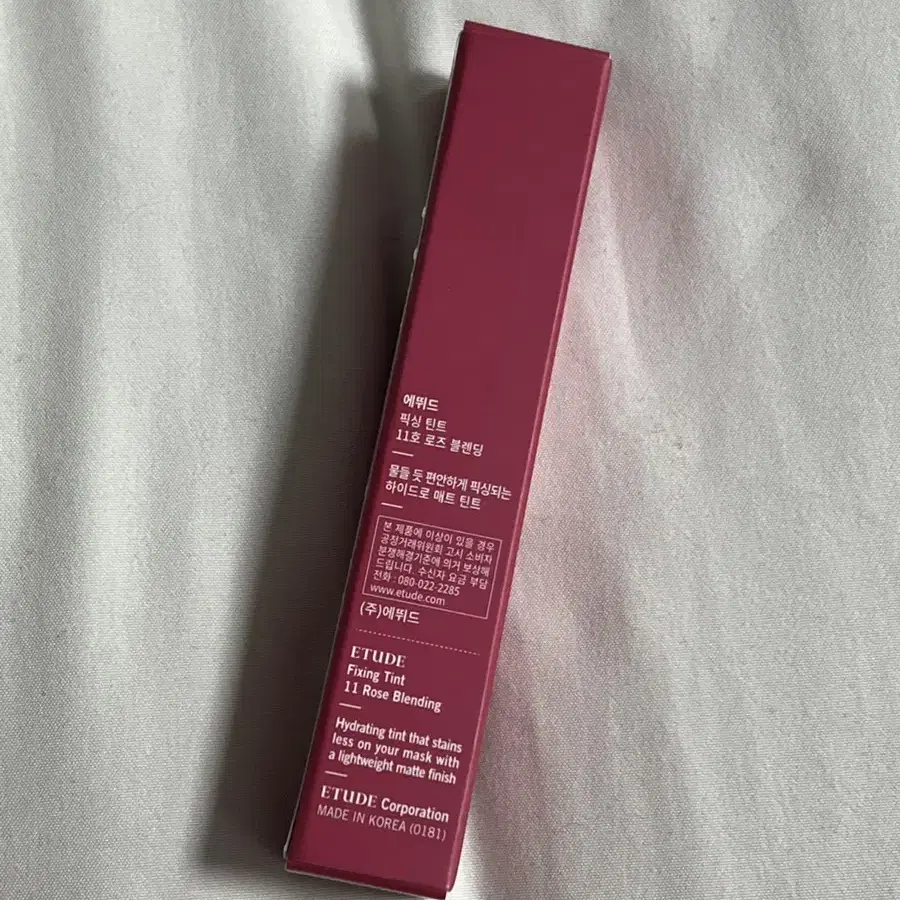 에뛰드
픽싱 틴트
11호 로즈 블렌딩
물들 듯 편안하게 픽싱되는
하이드로 매트 틴트
본 제품에 이상이 있을 경우
공정거래위원회 고시 소비자
분쟁해결기준에 의거 보상해
드립니다. 수신자 요금 부담
전화 : 080-022-2285
www.etude.com
(주)에뛰드
ETUDE
Fixing Tint
11 Rose Blending
Hydrating tint that stains
less on your mask with
a lightweight matte finish
ETUDE Corporation
MADE IN KOREA (0181)